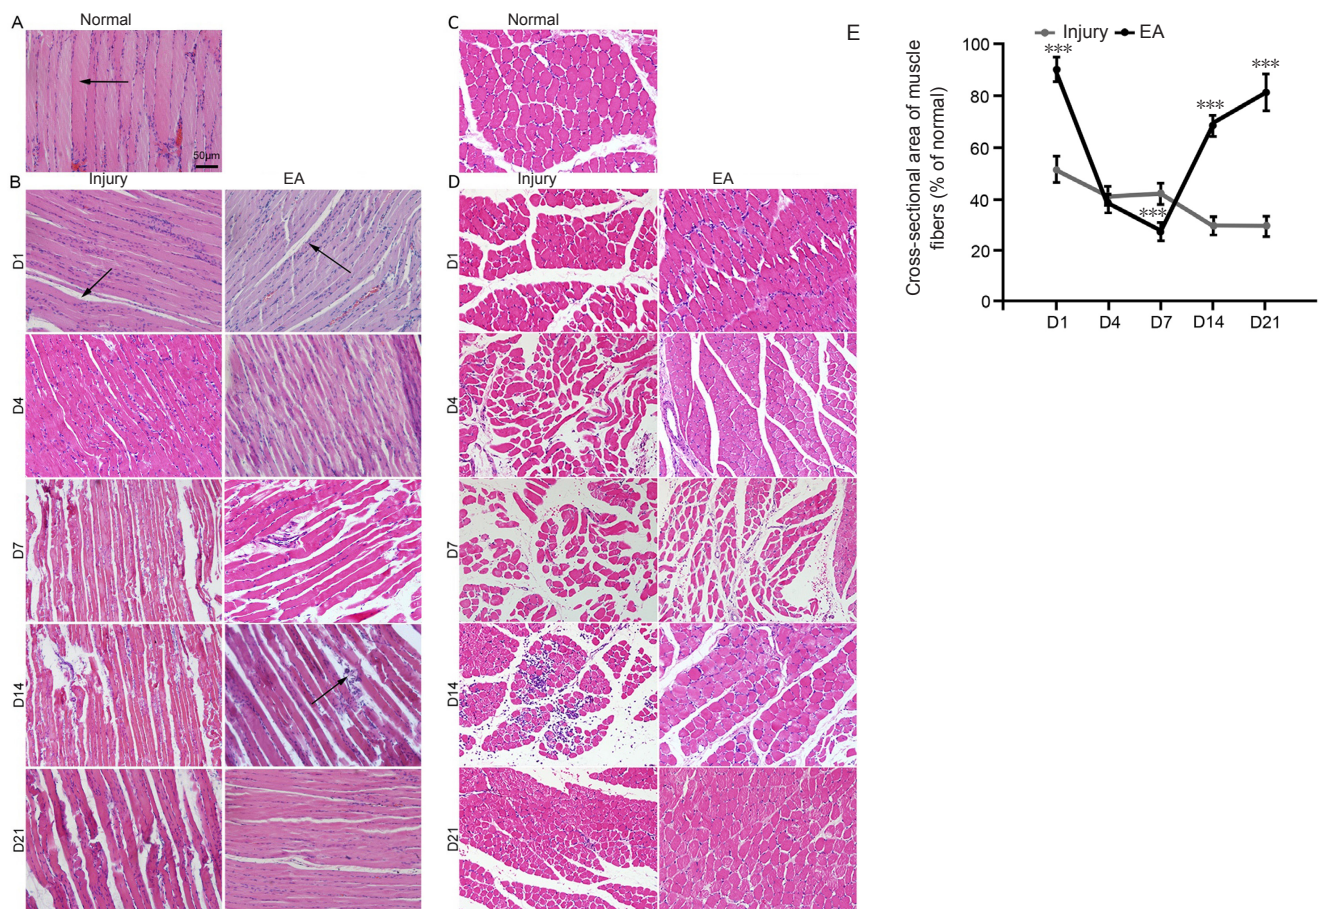 A
Normal
50μm
B
Injury
EA
D1
D4
D7
D14
D21
C
Normal
D
Injury
EA
D1
D4
D7
D14
D21
E
Injury
EA
Cross-sectional area of muscle
fibers (% of normal)
100
80
60
40
20
0
***
***
***
***
D1
D4
D7
D14
D21